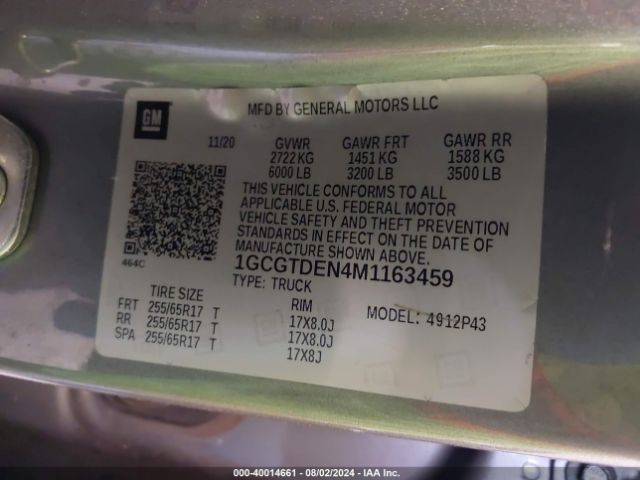 GM
MFD BY GENERAL MOTORS LLC
11/20 GVWR GAWR FRT GAWR RR
2722 KG 1451 KG 1588 KG
6000 LB 3200 LB 3500 LB
THIS VEHICLE CONFORMS TO ALL
APPLICABLE U.S. FEDERAL MOTOR
VEHICLE SAFETY AND THEFT PREVENTION
STANDARDS IN EFFECT ON THE DATE OF
464C
1GCGTDEN4M1163459
TYPE: TRUCK
TIRE SIZE RIM
FRT 255/65R17 T 17X8.0J MODEL: 4912P43
RR 255/65R17 T 17X8.0J
SPA 255/65R17 T 17X8J
000-40014661 - 08/02/2024 - IAA Inc.